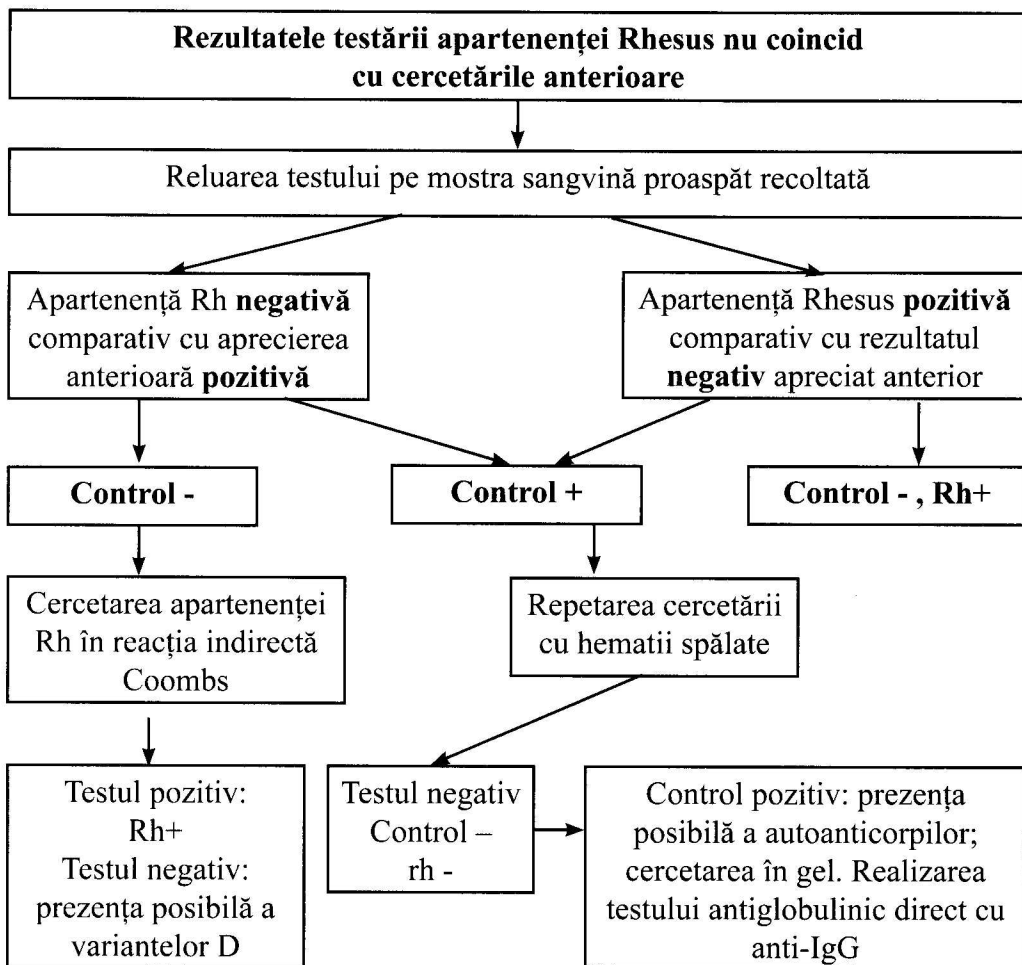 Rezultatele testării apartenenței Rhesus nu coincid
cu cercetările anterioare
Reluarea testului pe mostra sangvină proaspăt recoltată
Apartenență Rh negativă
comparativ cu aprecierea
anterioară pozitivă
Apartenență Rhesus pozitivă
comparativ cu rezultatul
negativ apreciat anterior
Control -
Control +
Control - , Rh+
Cercetarea apartenenței
Rh în reacția indirectă
Coombs
Repetarea cercetării
cu hematii spălate
Testul pozitiv:
Rh+
Testul negativ:
prezența posibilă a
variantelor D
Testul negativ
Control –
rh -
Control pozitiv: prezența
posibilă a autoanticorpilor;
cercetarea în gel. Realizarea
testului antiglobulinic direct cu
anti-IgG